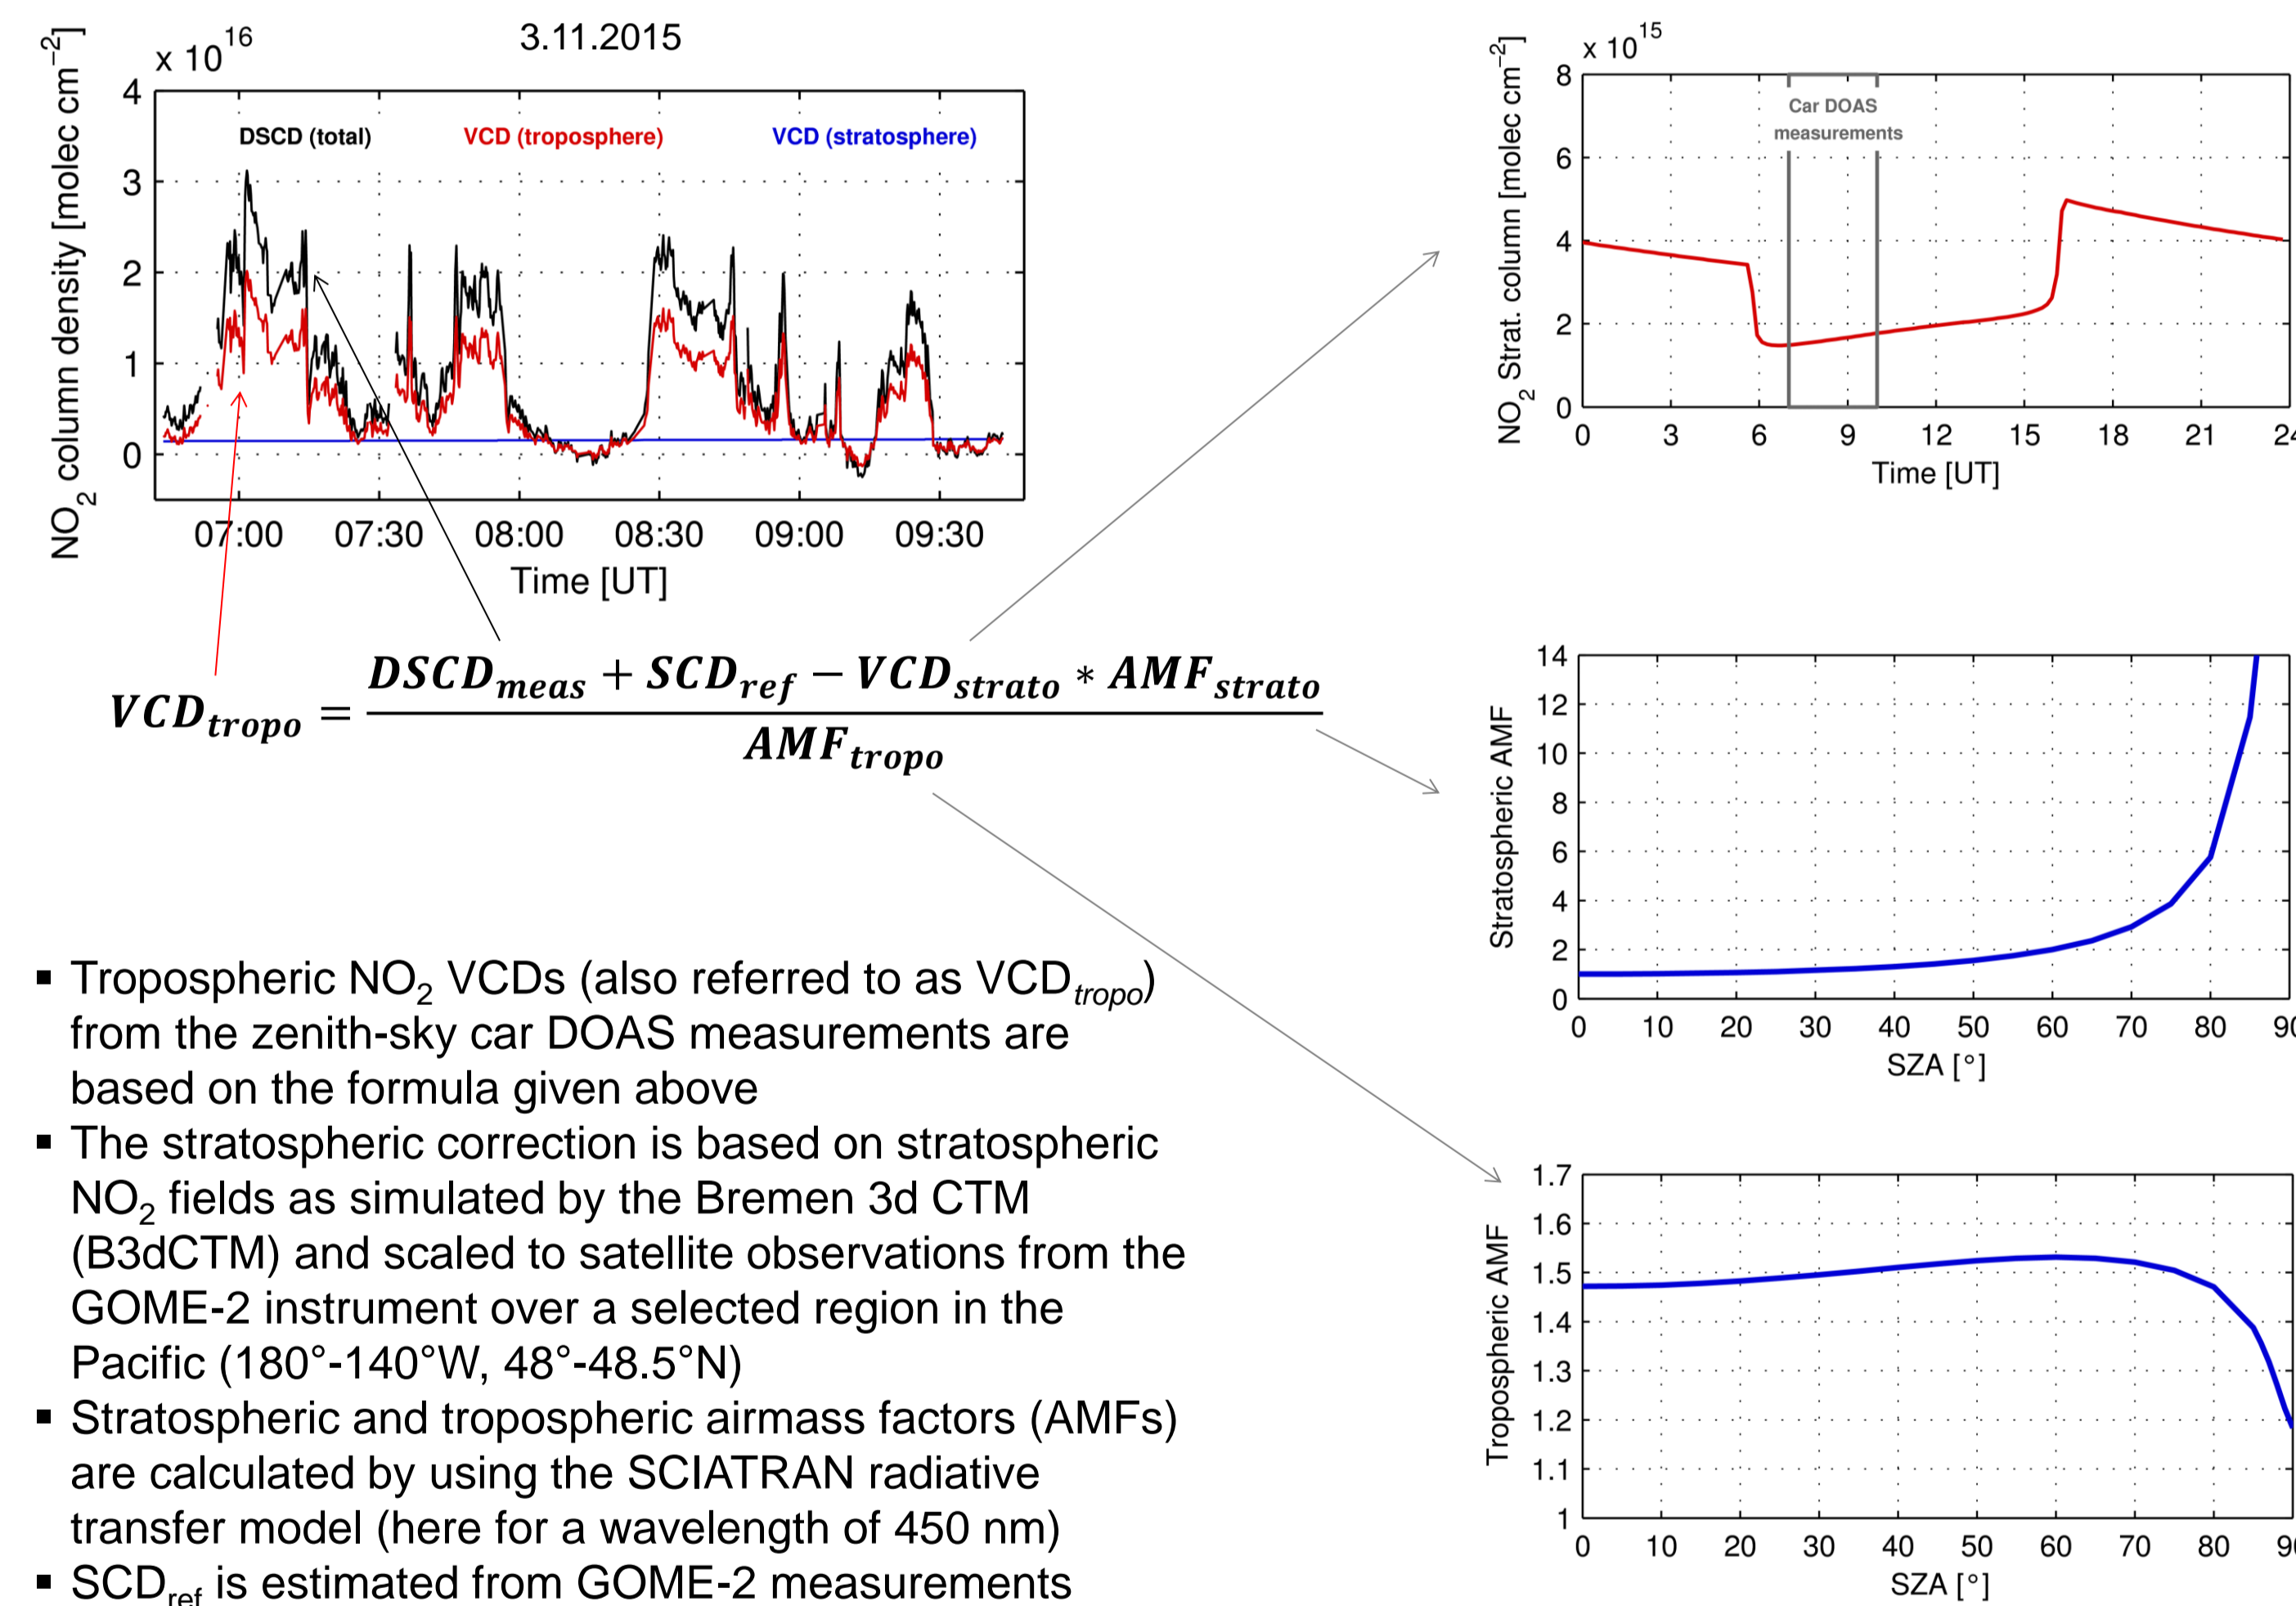 3.11.2015
x 10^16
NO2 column density [molec cm−2]
4
3
2
1
0
DSCD (total) VCD (troposphere) VCD (stratosphere)
07:00 07:30 08:00 08:30 09:00 09:30
Time [UT]
x 10^15
NO2 Strat. column [molec cm−2]
8
6
4
2
0
Car DOAS
measurements
0 3 6 9 12 15 18 21 24
Time [UT]
VCD_tropo = (DSCD_meas + SCD_ref − VCD_strato * AMF_strato) / AMF_tropo
Stratospheric AMF
14
12
10
8
6
4
2
0
0 10 20 30 40 50 60 70 80 90
SZA [°]
Tropospheric AMF
1.7
1.6
1.5
1.4
1.3
1.2
1.1
1
0 10 20 30 40 50 60 70 80 90
SZA [°]
▪ Tropospheric NO2 VCDs (also referred to as VCDtropo)
from the zenith-sky car DOAS measurements are
based on the formula given above
▪ The stratospheric correction is based on stratospheric
NO2 fields as simulated by the Bremen 3d CTM
(B3dCTM) and scaled to satellite observations from the
GOME-2 instrument over a selected region in the
Pacific (180°-140°W, 48°-48.5°N)
▪ Stratospheric and tropospheric airmass factors (AMFs)
are calculated by using the SCIATRAN radiative
transfer model (here for a wavelength of 450 nm)
▪ SCDref is estimated from GOME-2 measurements